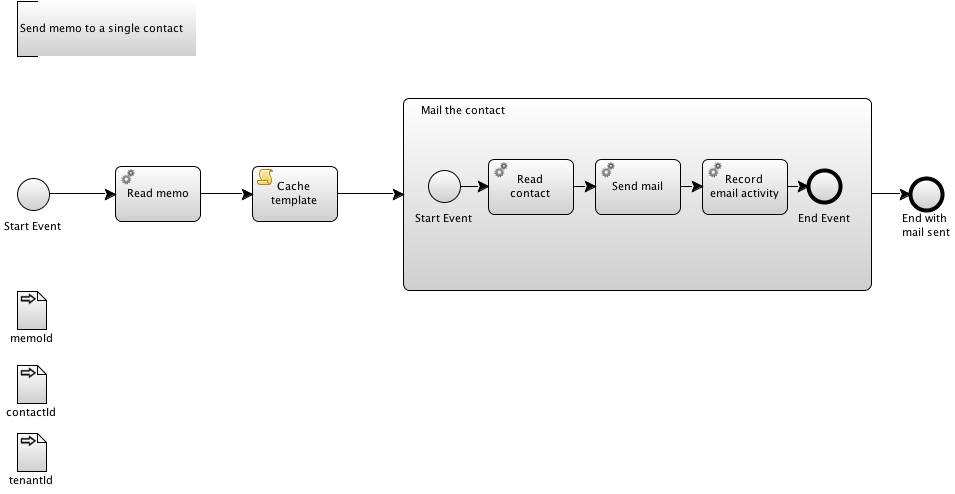 Send memo to a single contact
Mail the contact
Start Event
Read memo
Cache
template
Start Event
Read
contact
Send mail
Record
email activity
End Event
End with
mail sent
memoId
contactId
tenantId